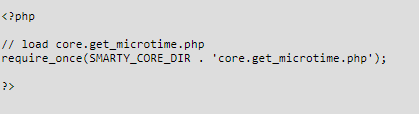 <?php
// load core.get_microtime.php
require_once(SMARTY_CORE_DIR . 'core.get_microtime.php');
?>